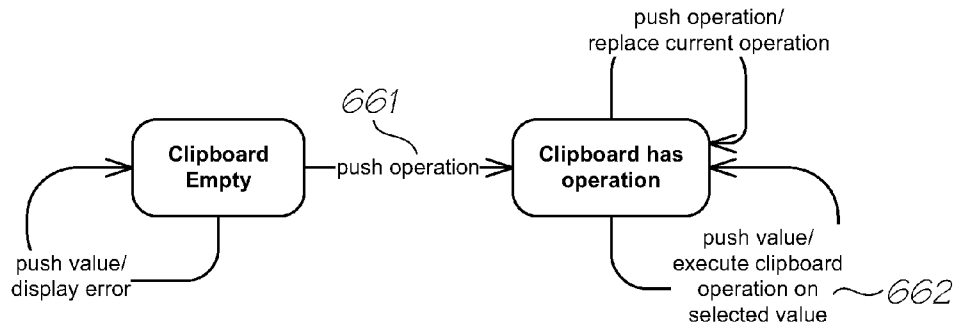 push operation/
replace current operation
661
Clipboard
Empty
push operation
Clipboard has
operation
push value/
display error
push value/
execute clipboard
operation on
selected value
662